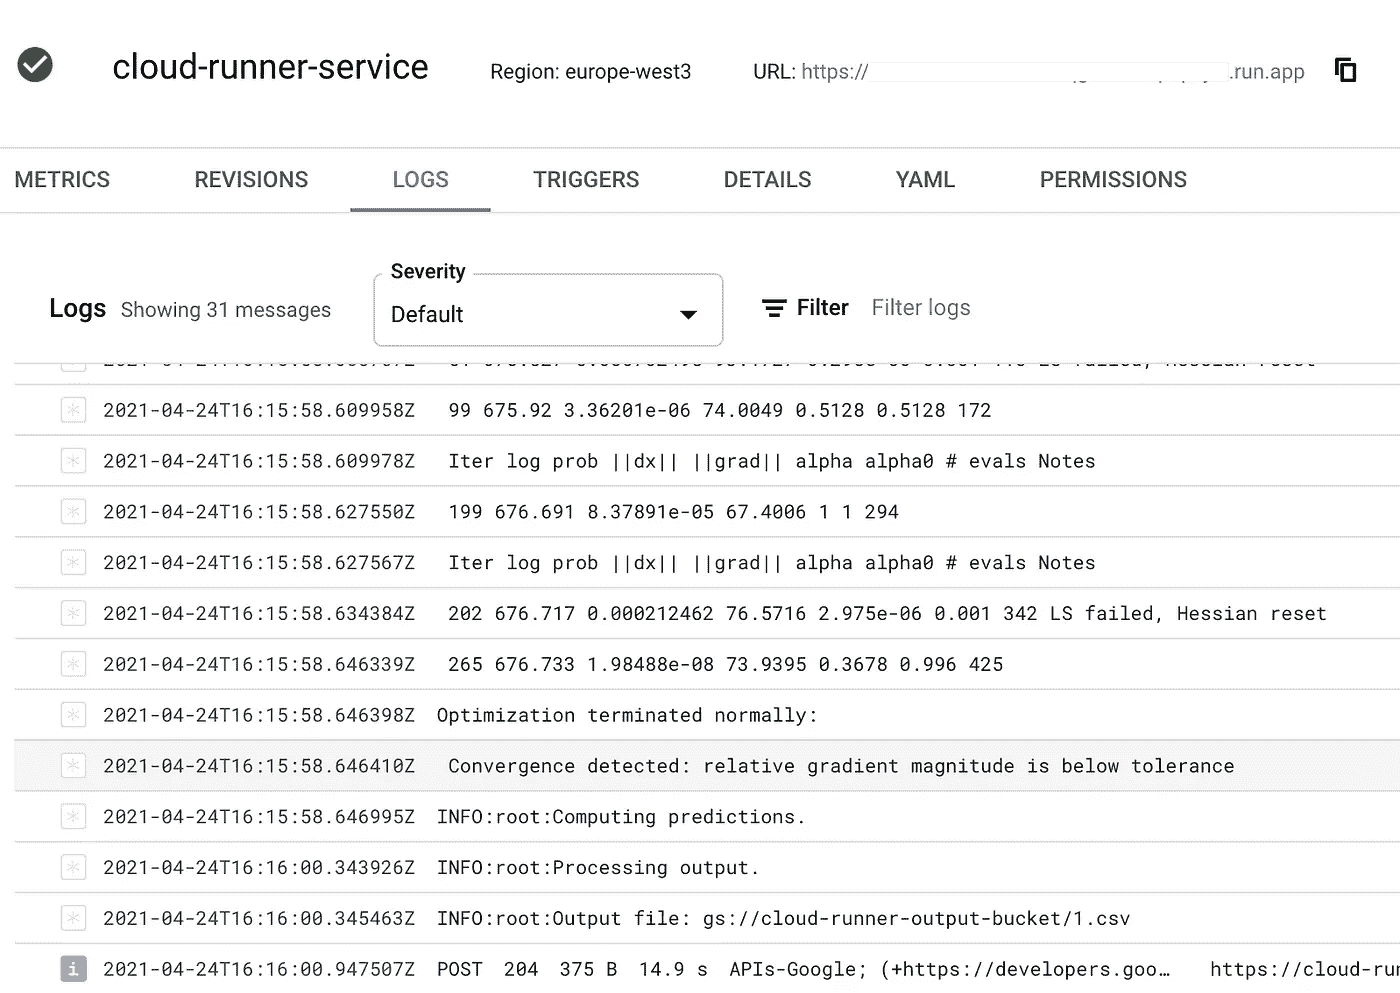 cloud-runner-service Region: europe-west3 URL: https:// .run.app
METRICS REVISIONS LOGS TRIGGERS DETAILS YAML PERMISSIONS
Severity
Logs Showing 31 messages Default Filter Filter logs
2021-04-24T16:15:58.609958Z 99 675.92 3.36201e-06 74.0049 0.5128 0.5128 172
2021-04-24T16:15:58.609978Z Iter log prob ||dx|| ||grad|| alpha alpha0 # evals Notes
2021-04-24T16:15:58.627550Z 199 676.691 8.37891e-05 67.4006 1 1 294
2021-04-24T16:15:58.627567Z Iter log prob ||dx|| ||grad|| alpha alpha0 # evals Notes
2021-04-24T16:15:58.634384Z 202 676.717 0.000212462 76.5716 2.975e-06 0.001 342 LS failed, Hessian reset
2021-04-24T16:15:58.646339Z 265 676.733 1.98488e-08 73.9395 0.3678 0.996 425
2021-04-24T16:15:58.646398Z Optimization terminated normally:
2021-04-24T16:15:58.646410Z Convergence detected: relative gradient magnitude is below tolerance
2021-04-24T16:15:58.646995Z INFO:root:Computing predictions.
2021-04-24T16:16:00.343926Z INFO:root:Processing output.
2021-04-24T16:16:00.345463Z INFO:root:Output file: gs://cloud-runner-output-bucket/1.csv
2021-04-24T16:16:00.947507Z POST 204 375 B 14.9 s APIs-Google; (+https://developers.goo… https://cloud-run